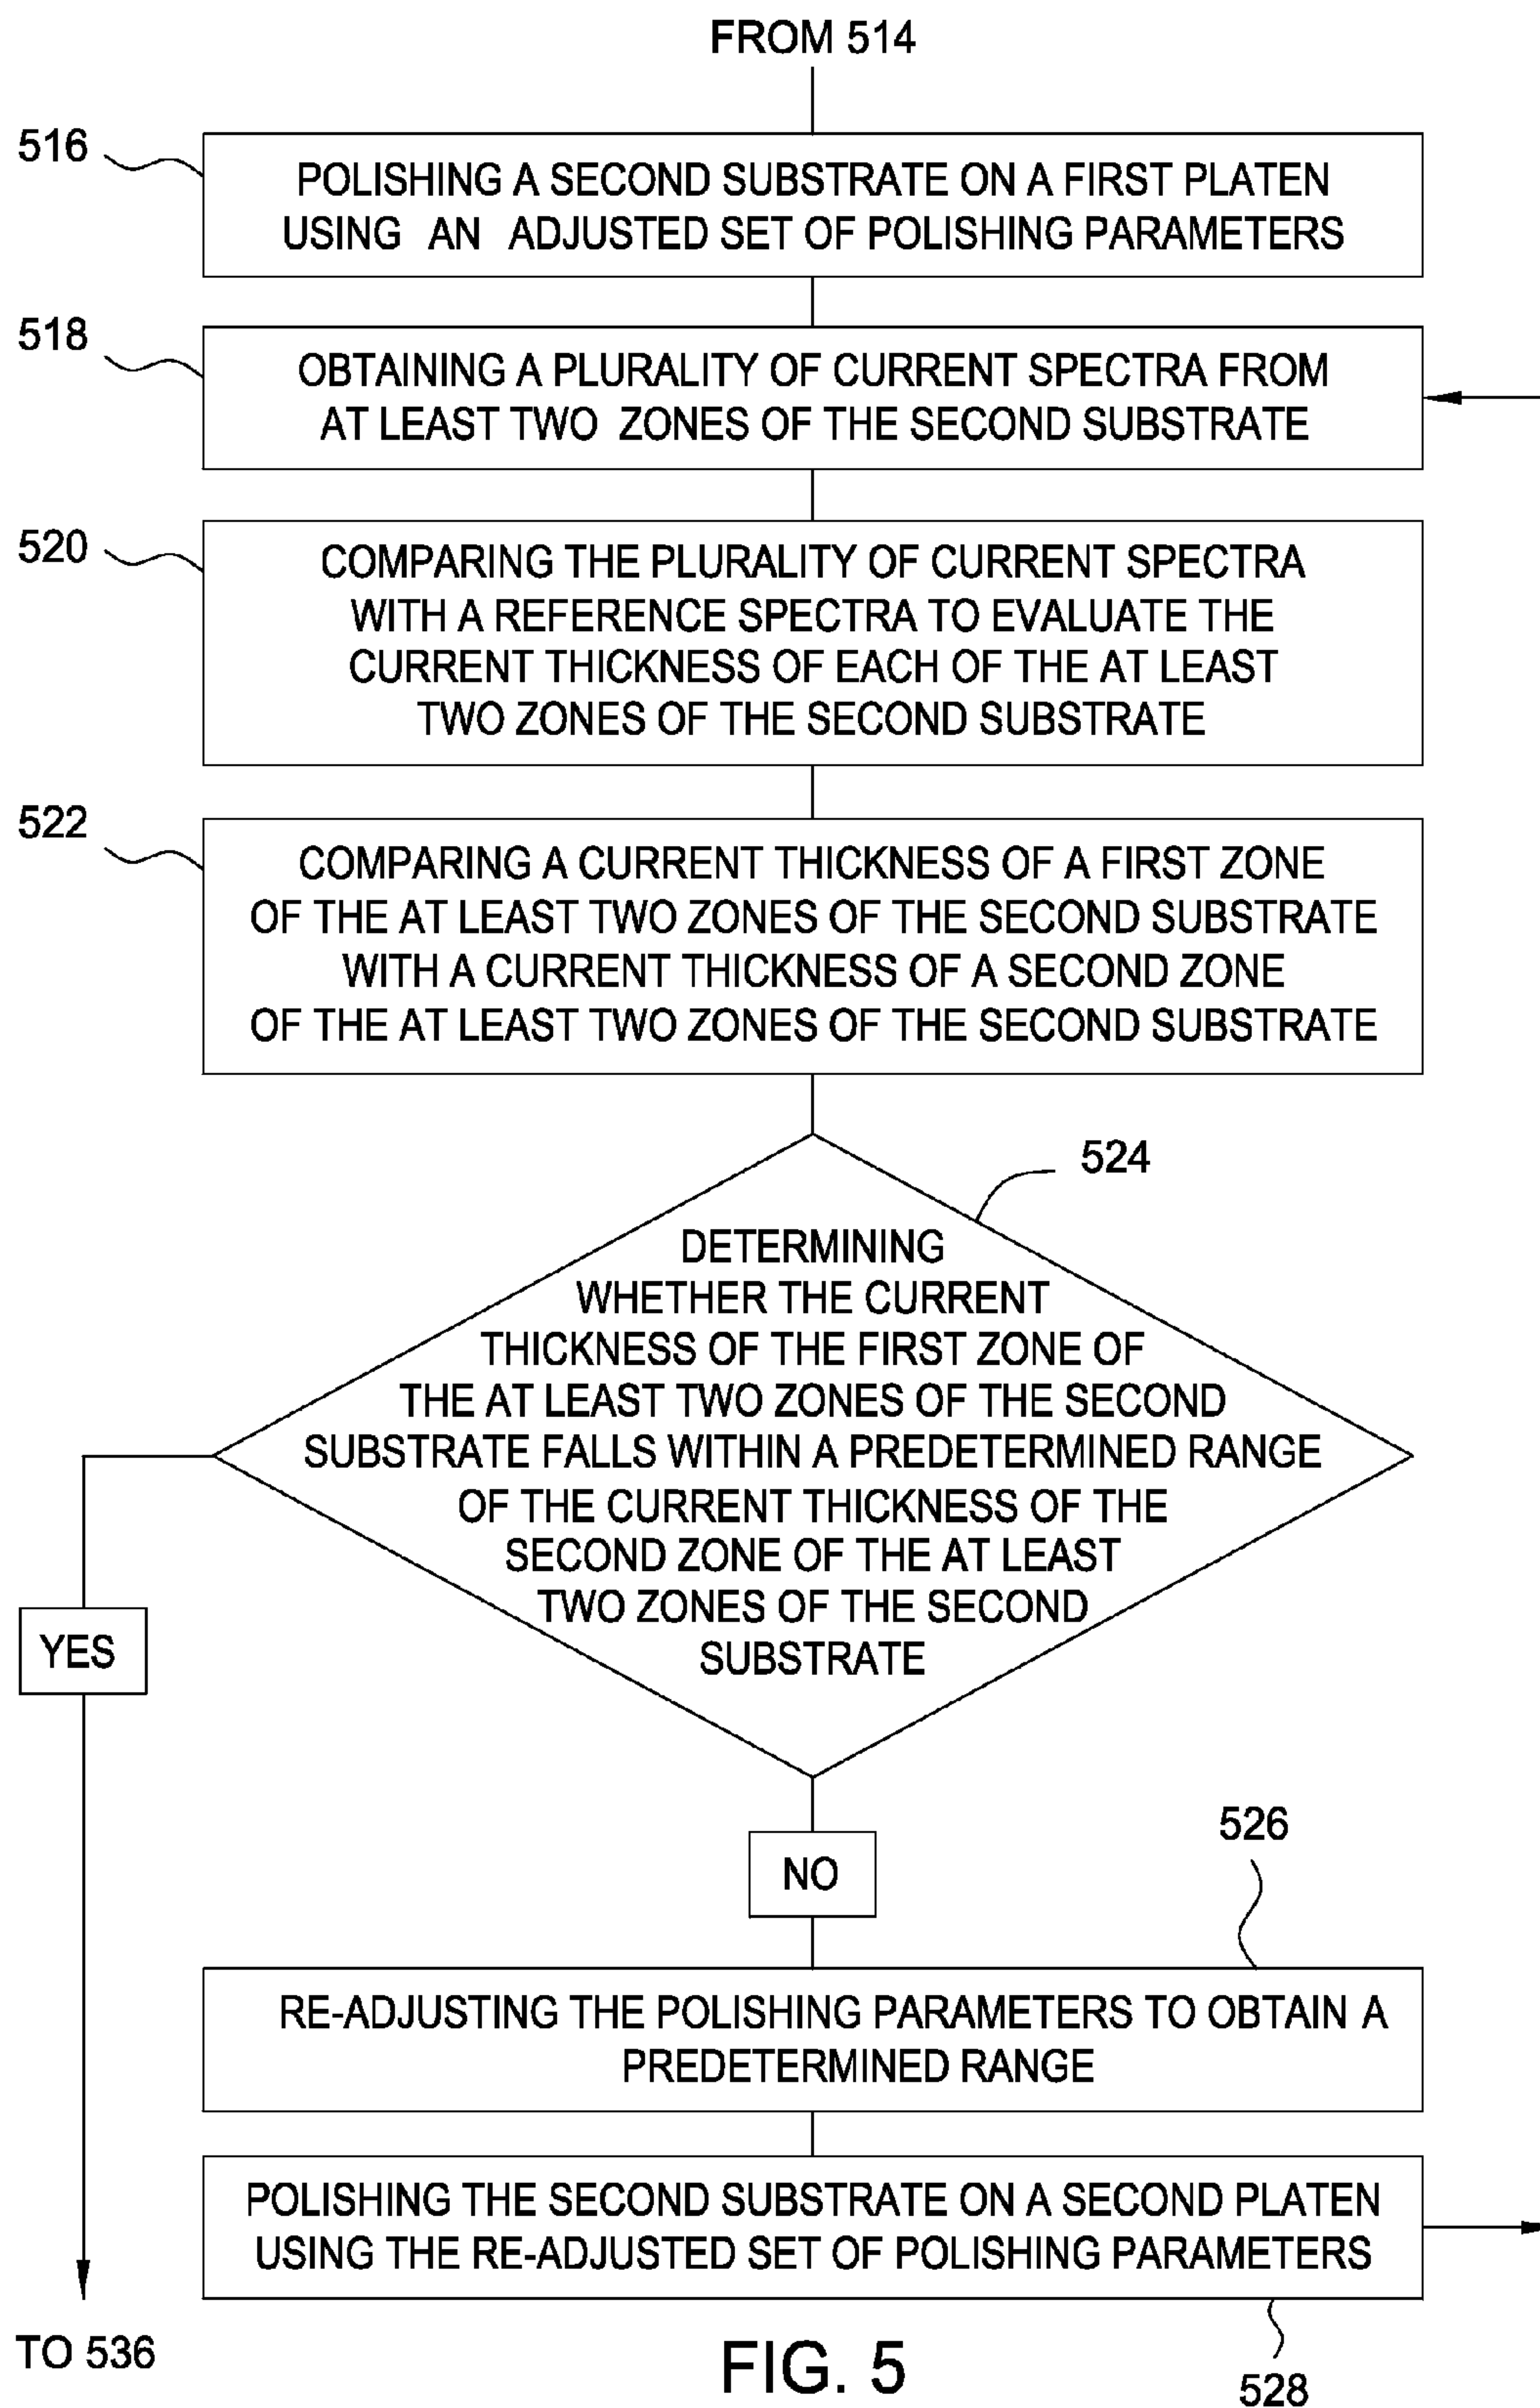 FROM 514
516
POLISHING A SECOND SUBSTRATE ON A FIRST PLATEN
USING AN ADJUSTED SET OF POLISHING PARAMETERS
518
OBTAINING A PLURALITY OF CURRENT SPECTRA FROM
AT LEAST TWO ZONES OF THE SECOND SUBSTRATE
520
COMPARING THE PLURALITY OF CURRENT SPECTRA
WITH A REFERENCE SPECTRA TO EVALUATE THE
CURRENT THICKNESS OF EACH OF THE AT LEAST
TWO ZONES OF THE SECOND SUBSTRATE
522
COMPARING A CURRENT THICKNESS OF A FIRST ZONE
OF THE AT LEAST TWO ZONES OF THE SECOND SUBSTRATE
WITH A CURRENT THICKNESS OF A SECOND ZONE
OF THE AT LEAST TWO ZONES OF THE SECOND SUBSTRATE
524
DETERMINING
WHETHER THE CURRENT
THICKNESS OF THE FIRST ZONE OF
THE AT LEAST TWO ZONES OF THE SECOND
SUBSTRATE FALLS WITHIN A PREDETERMINED RANGE
OF THE CURRENT THICKNESS OF THE
SECOND ZONE OF THE AT LEAST
TWO ZONES OF THE SECOND
SUBSTRATE
YES
NO
526
RE-ADJUSTING THE POLISHING PARAMETERS TO OBTAIN A
PREDETERMINED RANGE
POLISHING THE SECOND SUBSTRATE ON A SECOND PLATEN
USING THE RE-ADJUSTED SET OF POLISHING PARAMETERS
TO 536
FIG. 5
528